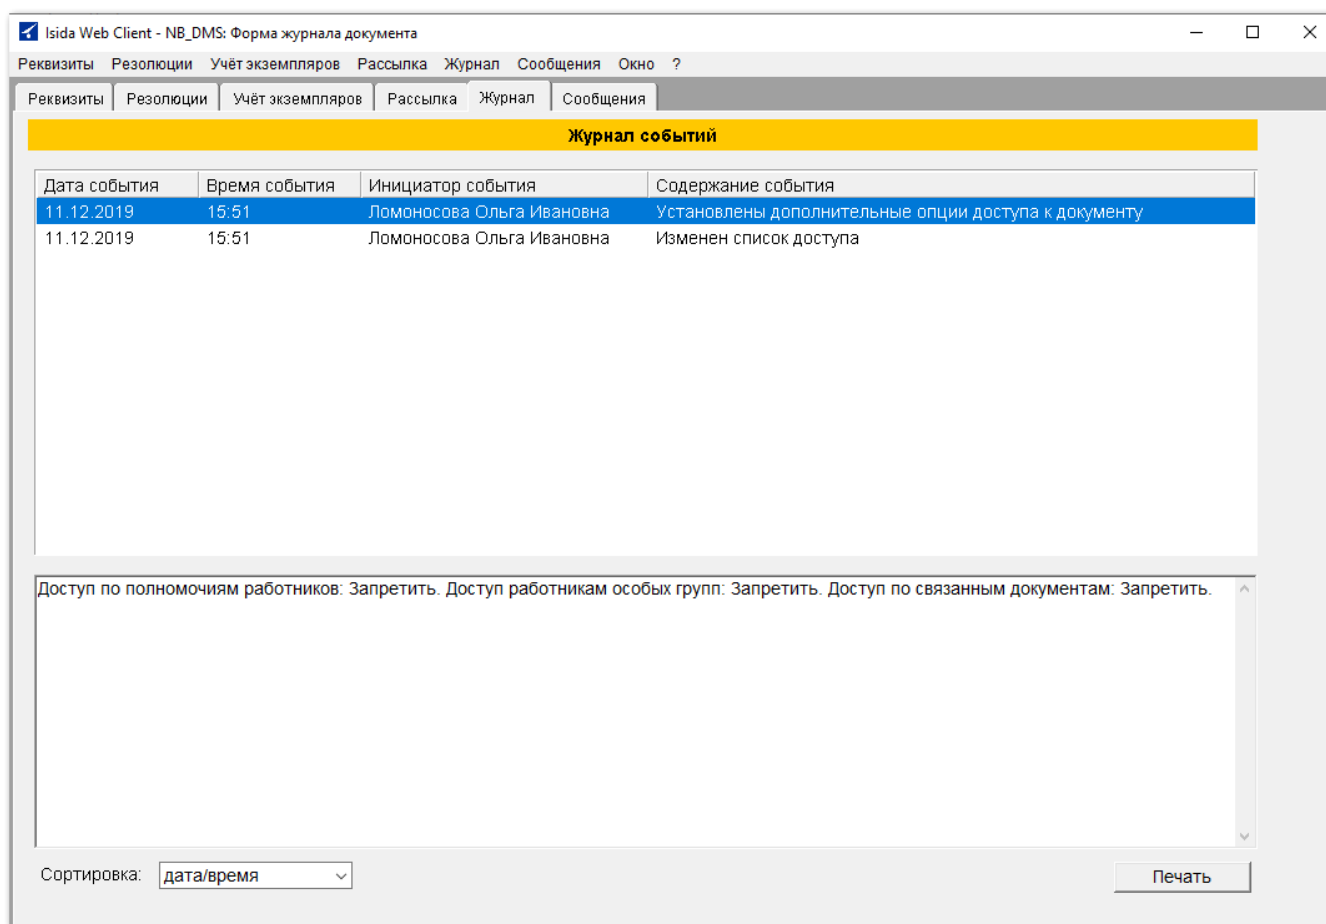 Isida Web Client - NB_DMS: Форма журнала документа
Реквизиты Резолюции Учёт экземпляров Рассылка Журнал Сообщения Окно ?
Реквизиты Резолюции Учёт экземпляров Рассылка Журнал Сообщения
Журнал событий
Дата события Время события Инициатор события Содержание события
11.12.2019 15:51 Ломоносова Ольга Ивановна Установлены дополнительные опции доступа к документу
11.12.2019 15:51 Ломоносова Ольга Ивановна Изменен список доступа
Доступ по полномочиям работников: Запретить. Доступ работникам особых групп: Запретить. Доступ по связанным документам: Запретить.
Сортировка: дата/время Печать